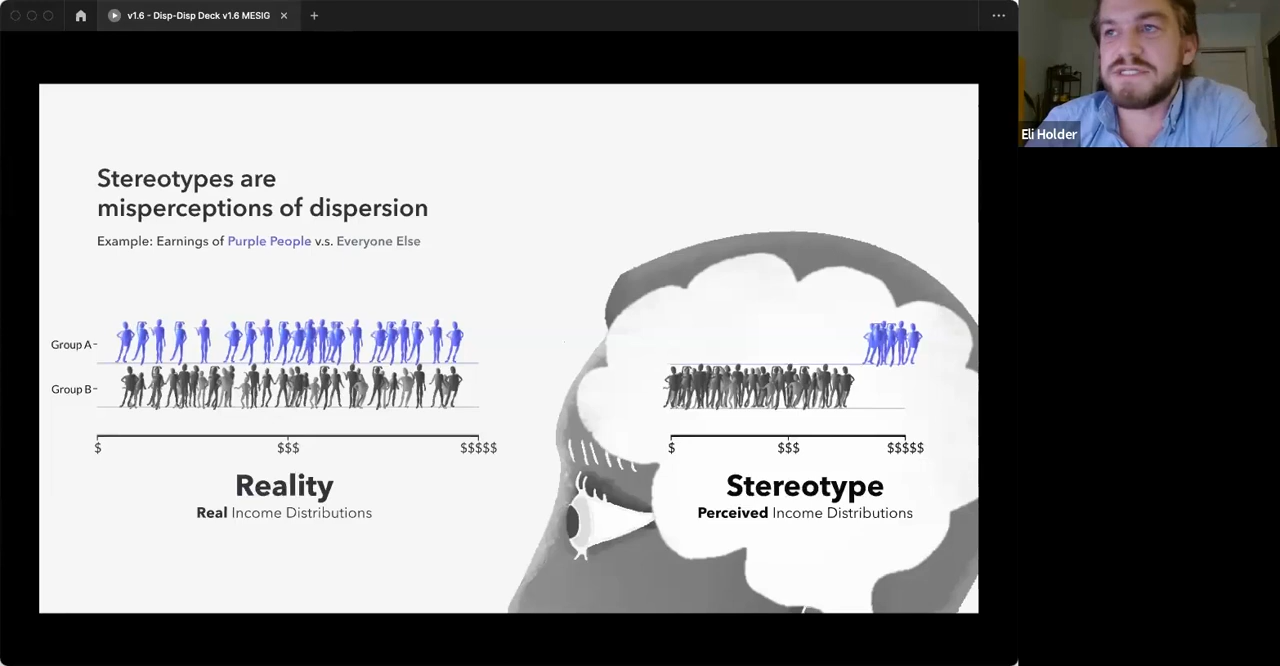 v1.6 - Disp-Disp Deck v1.6 MESIG
Eli Holder
Stereotypes are
misperceptions of dispersion
Example: Earnings of Purple People v.s. Everyone Else
Group A
Group B
$ $$$ $$$$$
Reality
Real Income Distributions
$ $$$ $$$$$
Stereotype
Perceived Income Distributions